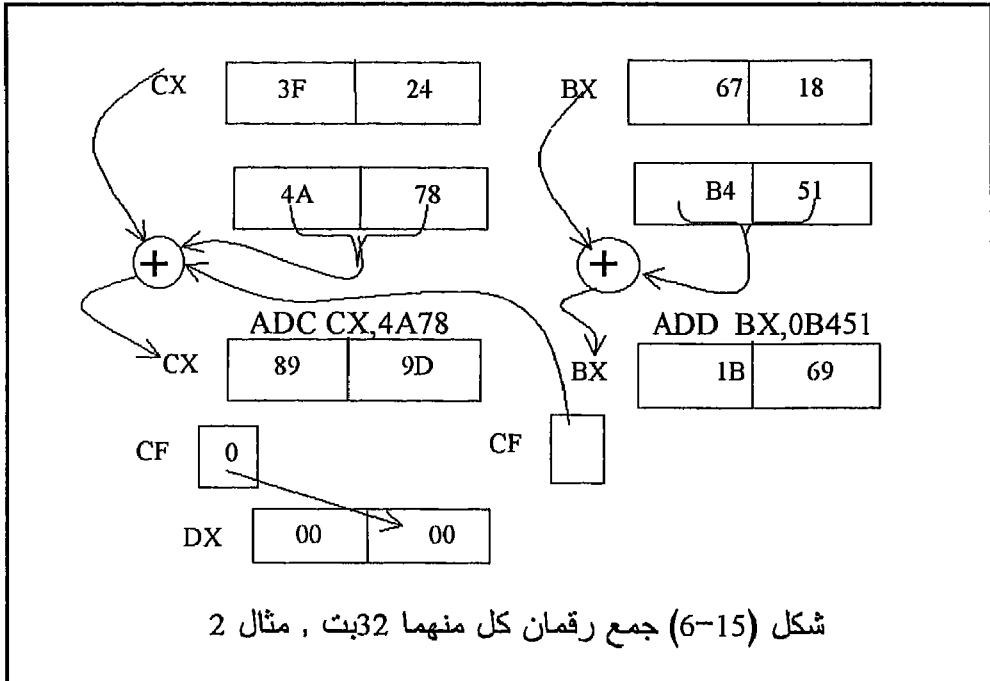 CX 3F 24 BX 67 18
4A 78 B4 51
+ +
ADC CX,4A78 ADD BX,0B451
CX 89 9D BX 1B 69
CF 0 CF
DX 00 00
شكل (15-6) جمع رقمان كل منهما 32بت , مثال 2